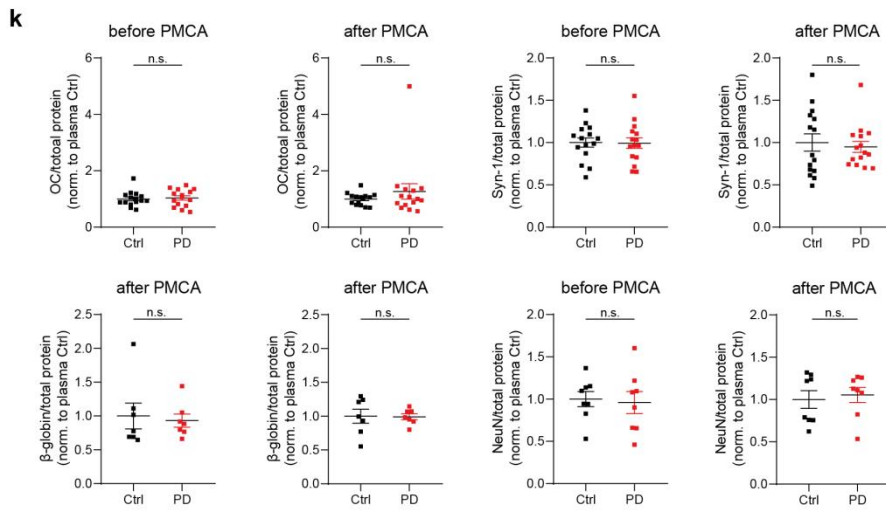 k
before PMCA
6
4
2
0
OC/totoal protein
(norm. to plasma Ctrl)
n.s.
Ctrl
PD
after PMCA
6
4
2
0
OC/totoal protein
(norm. to plasma Ctrl)
n.s.
Ctrl
PD
before PMCA
2.0
1.5
1.0
0.5
0.0
Syn-1/total protein
(norm. to plasma Ctrl)
n.s.
Ctrl
PD
after PMCA
2.0
1.5
1.0
0.5
0.0
Syn-1/total protein
(norm. to plasma Ctrl)
n.s.
Ctrl
PD
after PMCA
2.5
2.0
1.5
1.0
0.5
0.0
β-globin/total protein
(norm. to plasma Ctrl)
n.s.
Ctrl
PD
after PMCA
2.5
2.0
1.5
1.0
0.5
0.0
β-globin/total protein
(norm. to plasma Ctrl)
n.s.
Ctrl
PD
before PMCA
2.0
1.5
1.0
0.5
0.0
NeuN/total protein
(norm. to plasma Ctrl)
n.s.
Ctrl
PD
after PMCA
2.0
1.5
1.0
0.5
0.0
NeuN/total protein
(norm. to plasma Ctrl)
n.s.
Ctrl
PD